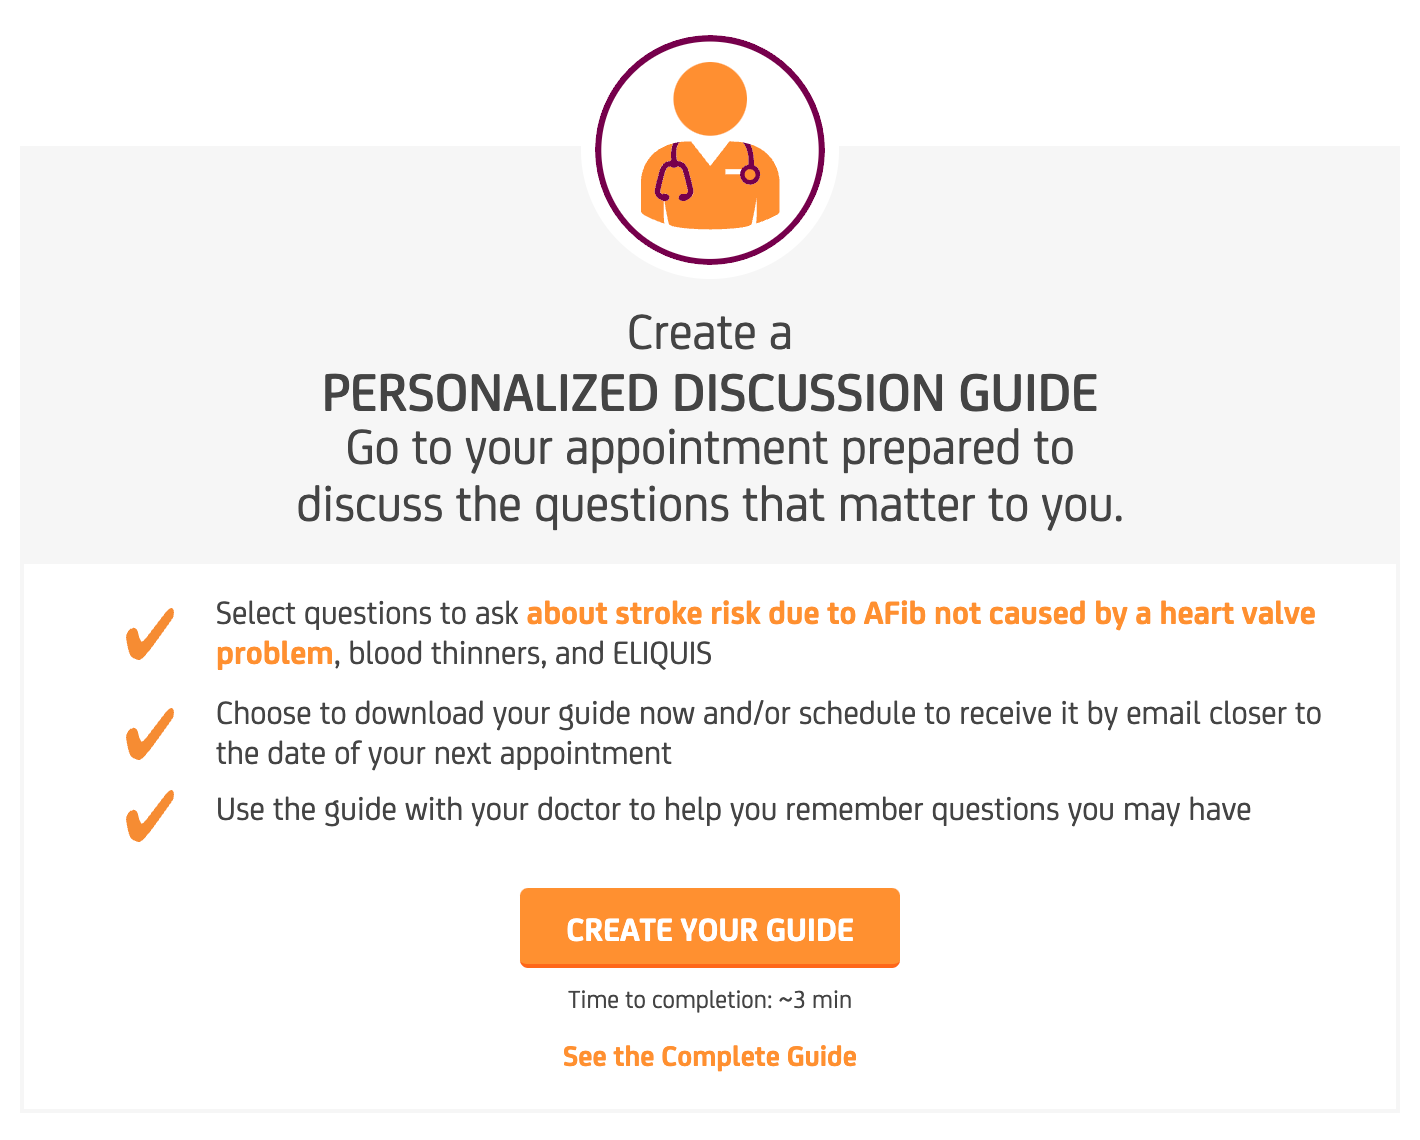 Create a
PERSONALIZED DISCUSSION GUIDE
Go to your appointment prepared to
discuss the questions that matter to you.
Select questions to ask about stroke risk due to AFib not caused by a heart valve
problem, blood thinners, and ELIQUIS
Choose to download your guide now and/or schedule to receive it by email closer to
the date of your next appointment
Use the guide with your doctor to help you remember questions you may have
CREATE YOUR GUIDE
Time to completion: ~3 min
See the Complete Guide